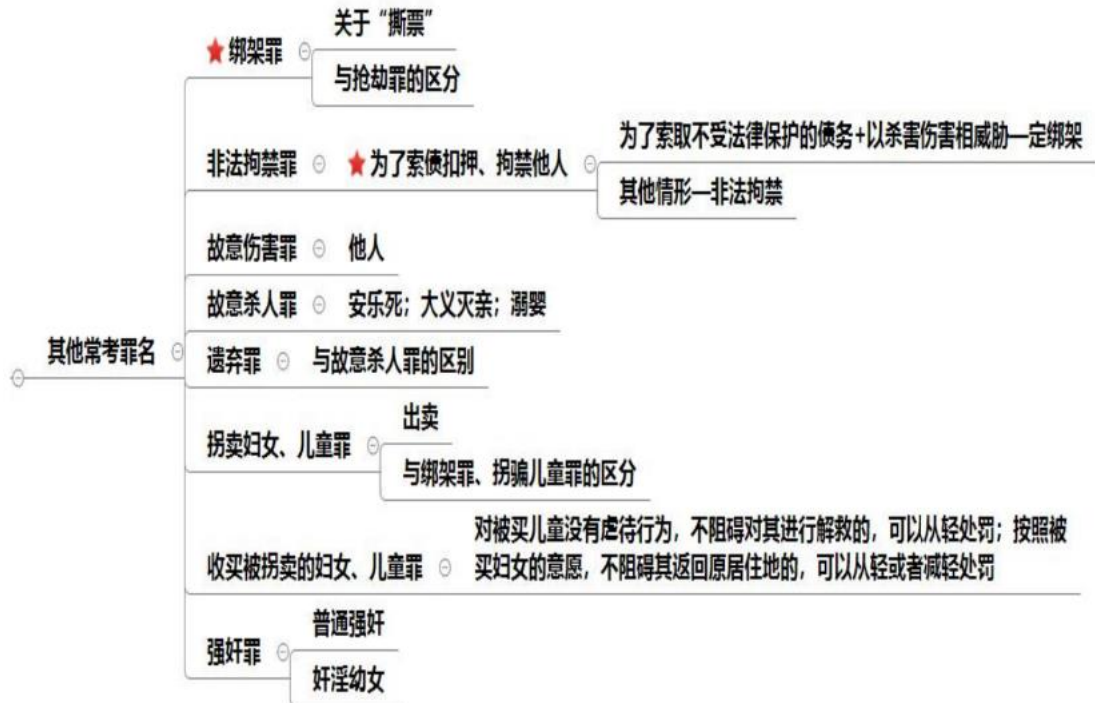 关于“撕票”
绑架罪
与抢劫罪的区分
为了索取不受法律保护的债务+以杀害伤害相威胁—定绑架
非法拘禁罪
为了索债扣押、拘禁他人
其他情形—非法拘禁
故意伤害罪
他人
故意杀人罪
安乐死；大义灭亲；溺婴
其他常考罪名
遗弃罪
与故意杀人罪的区别
出卖
拐卖妇女、儿童罪
与绑架罪、拐骗儿童罪的区分
对被买儿童没有虐待行为，不阻碍对其进行解救的，可以从轻处罚；按照被
收买被拐卖的妇女、儿童罪
买妇女的意愿，不阻碍其返回原居住地的，可以从轻或者减轻处罚
普通强奸
强奸罪
奸淫幼女